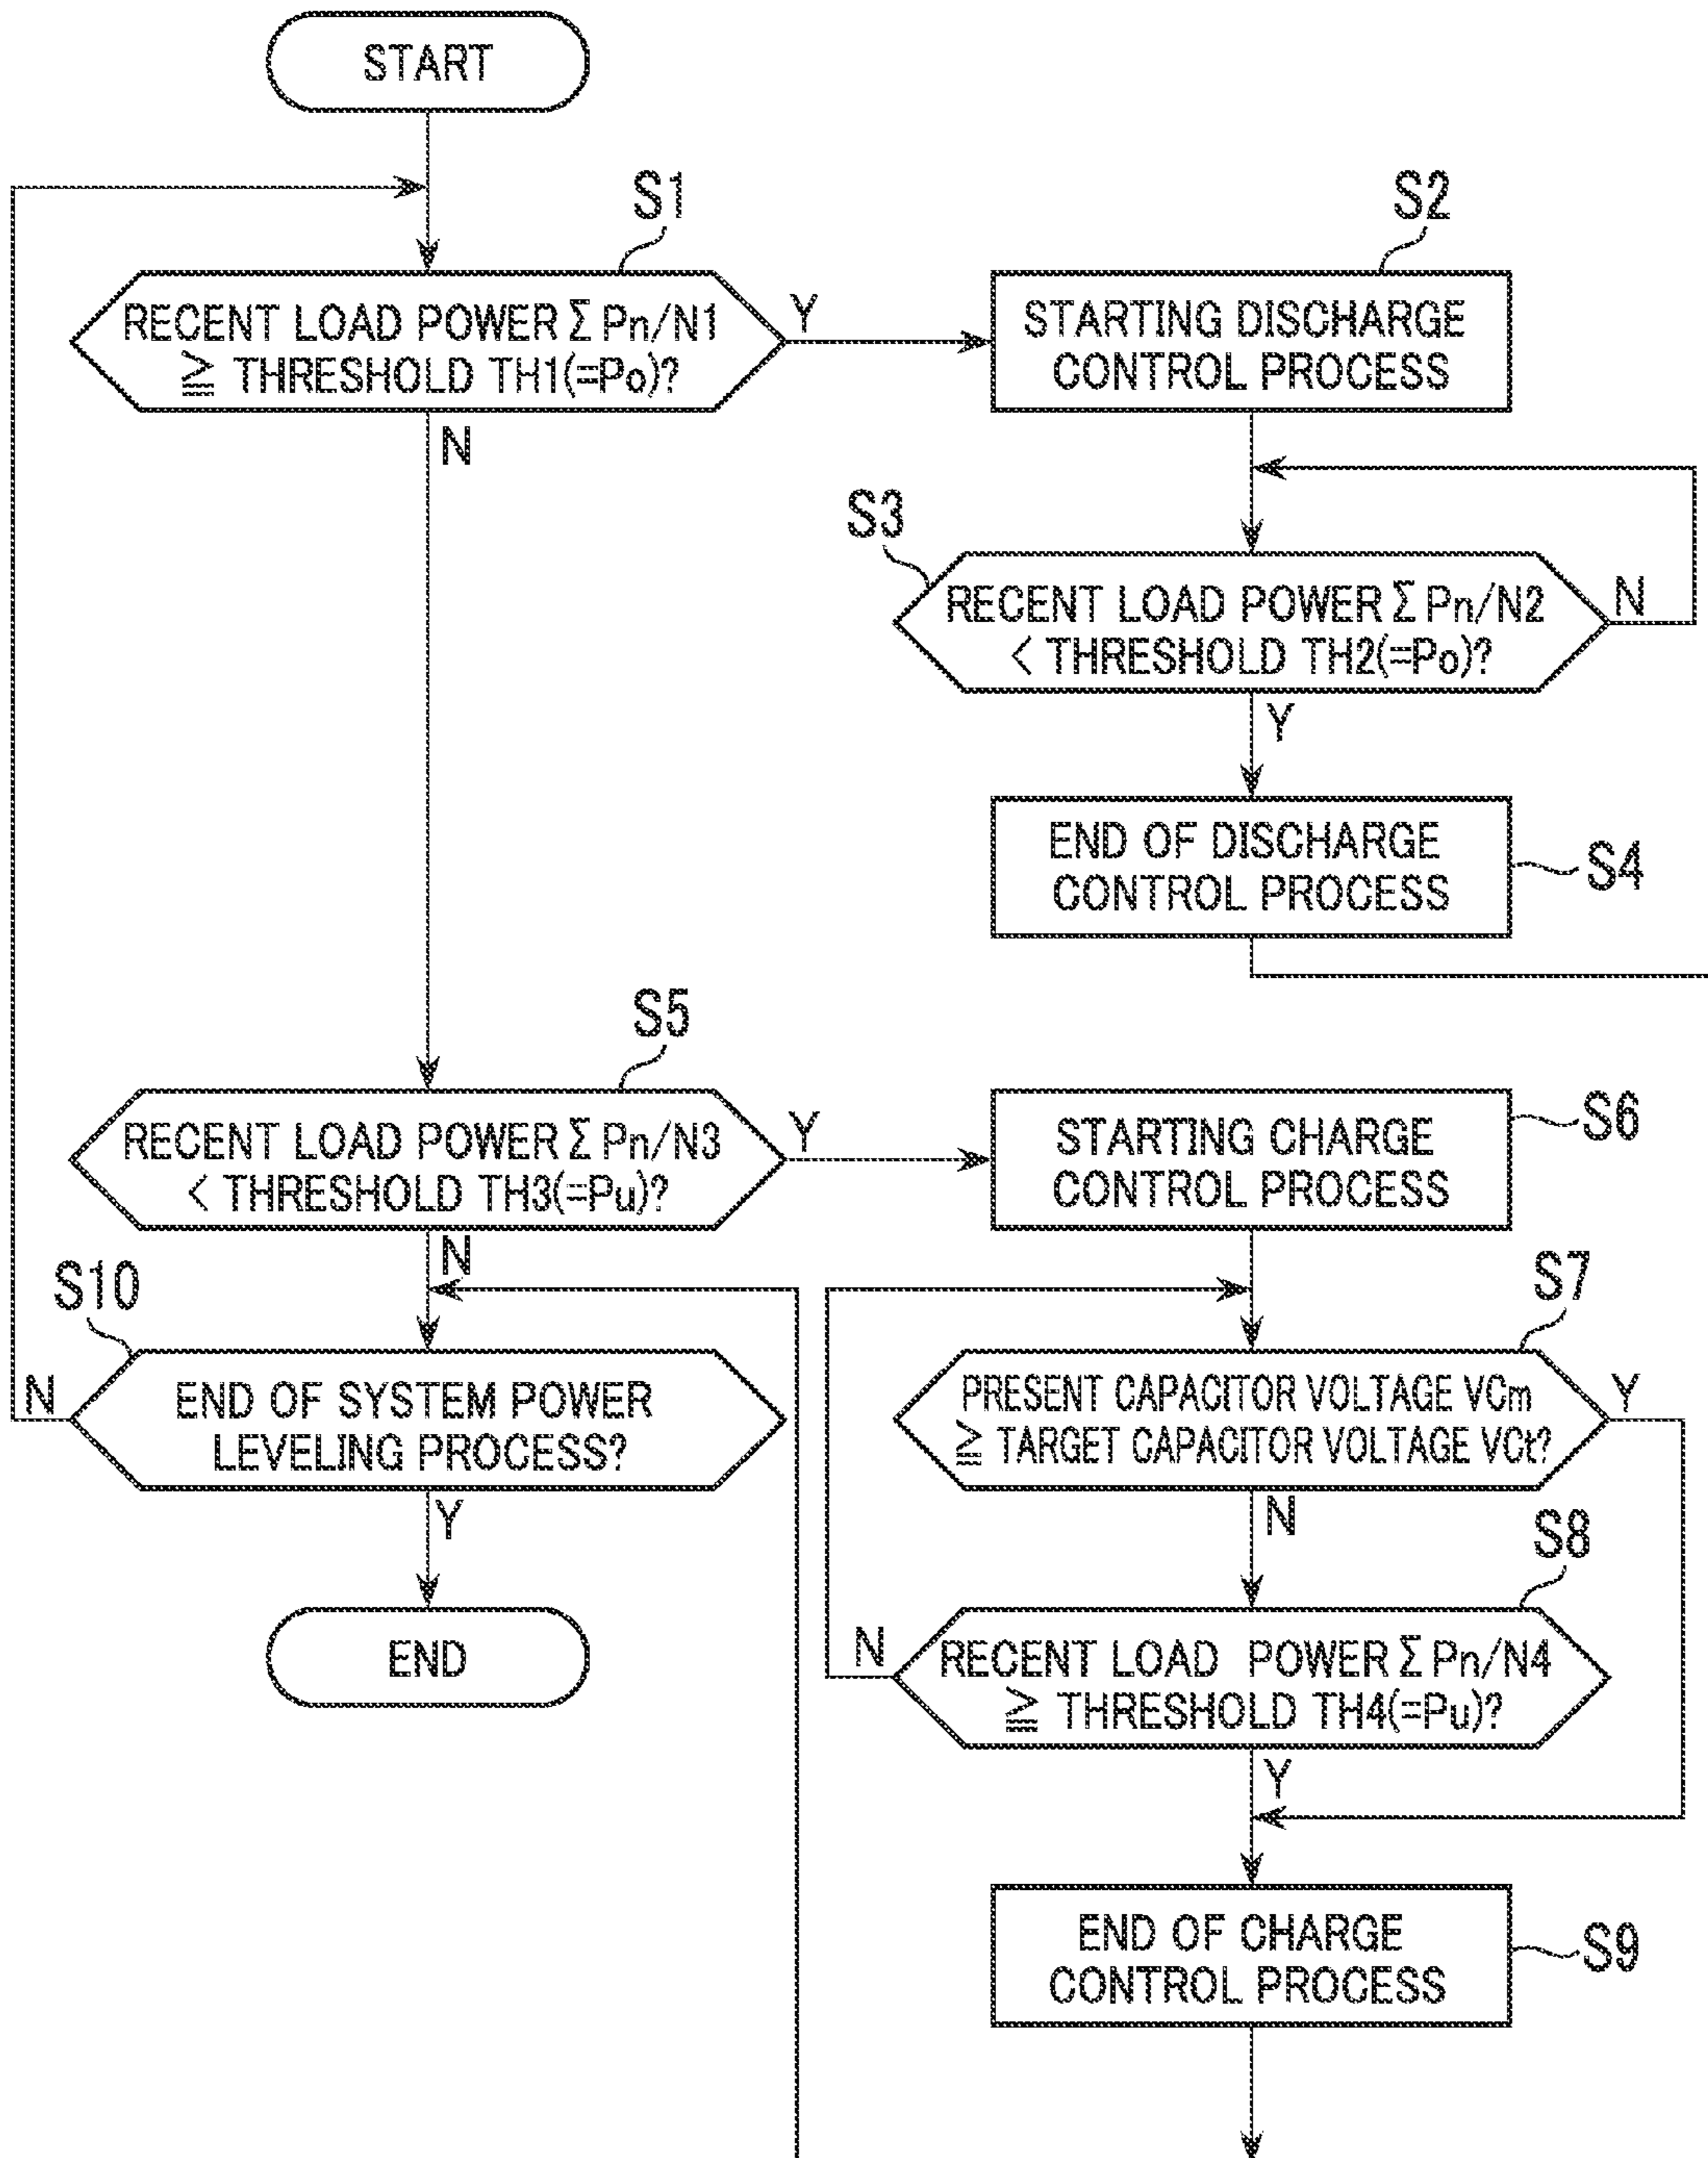 START
S1
RECENT LOAD POWER Σ Pn/N1
≧ THRESHOLD TH1(=Po)?
Y
N
S2
STARTING DISCHARGE
CONTROL PROCESS
S3
RECENT LOAD POWER Σ Pn/N2
< THRESHOLD TH2(=Po)?
N
Y
END OF DISCHARGE
CONTROL PROCESS
S4
S5
RECENT LOAD POWER Σ Pn/N3
< THRESHOLD TH3(=Pu)?
Y
N
STARTING CHARGE
CONTROL PROCESS
S6
S10
N
END OF SYSTEM POWER
LEVELING PROCESS?
Y
END
S7
PRESENT CAPACITOR VOLTAGE VCm
≧ TARGET CAPACITOR VOLTAGE VCt?
Y
N
S8
N
RECENT LOAD POWER Σ Pn/N4
≧ THRESHOLD TH4(=Pu)?
Y
END OF CHARGE
CONTROL PROCESS
S9